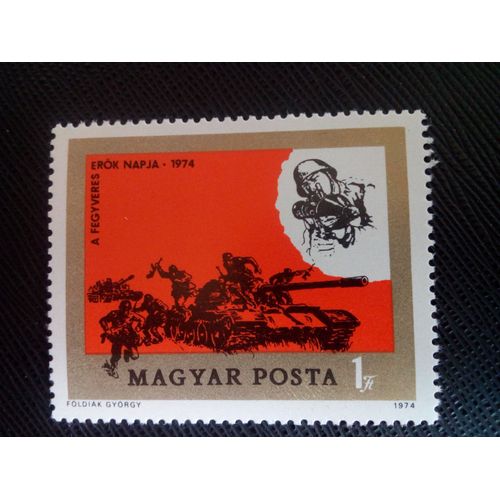 A FEGYVERES
ERŐK NAPJA · 1974
MAGYAR POSTA 1 Ft
FÖLDIÁK GYÖRGY 1974